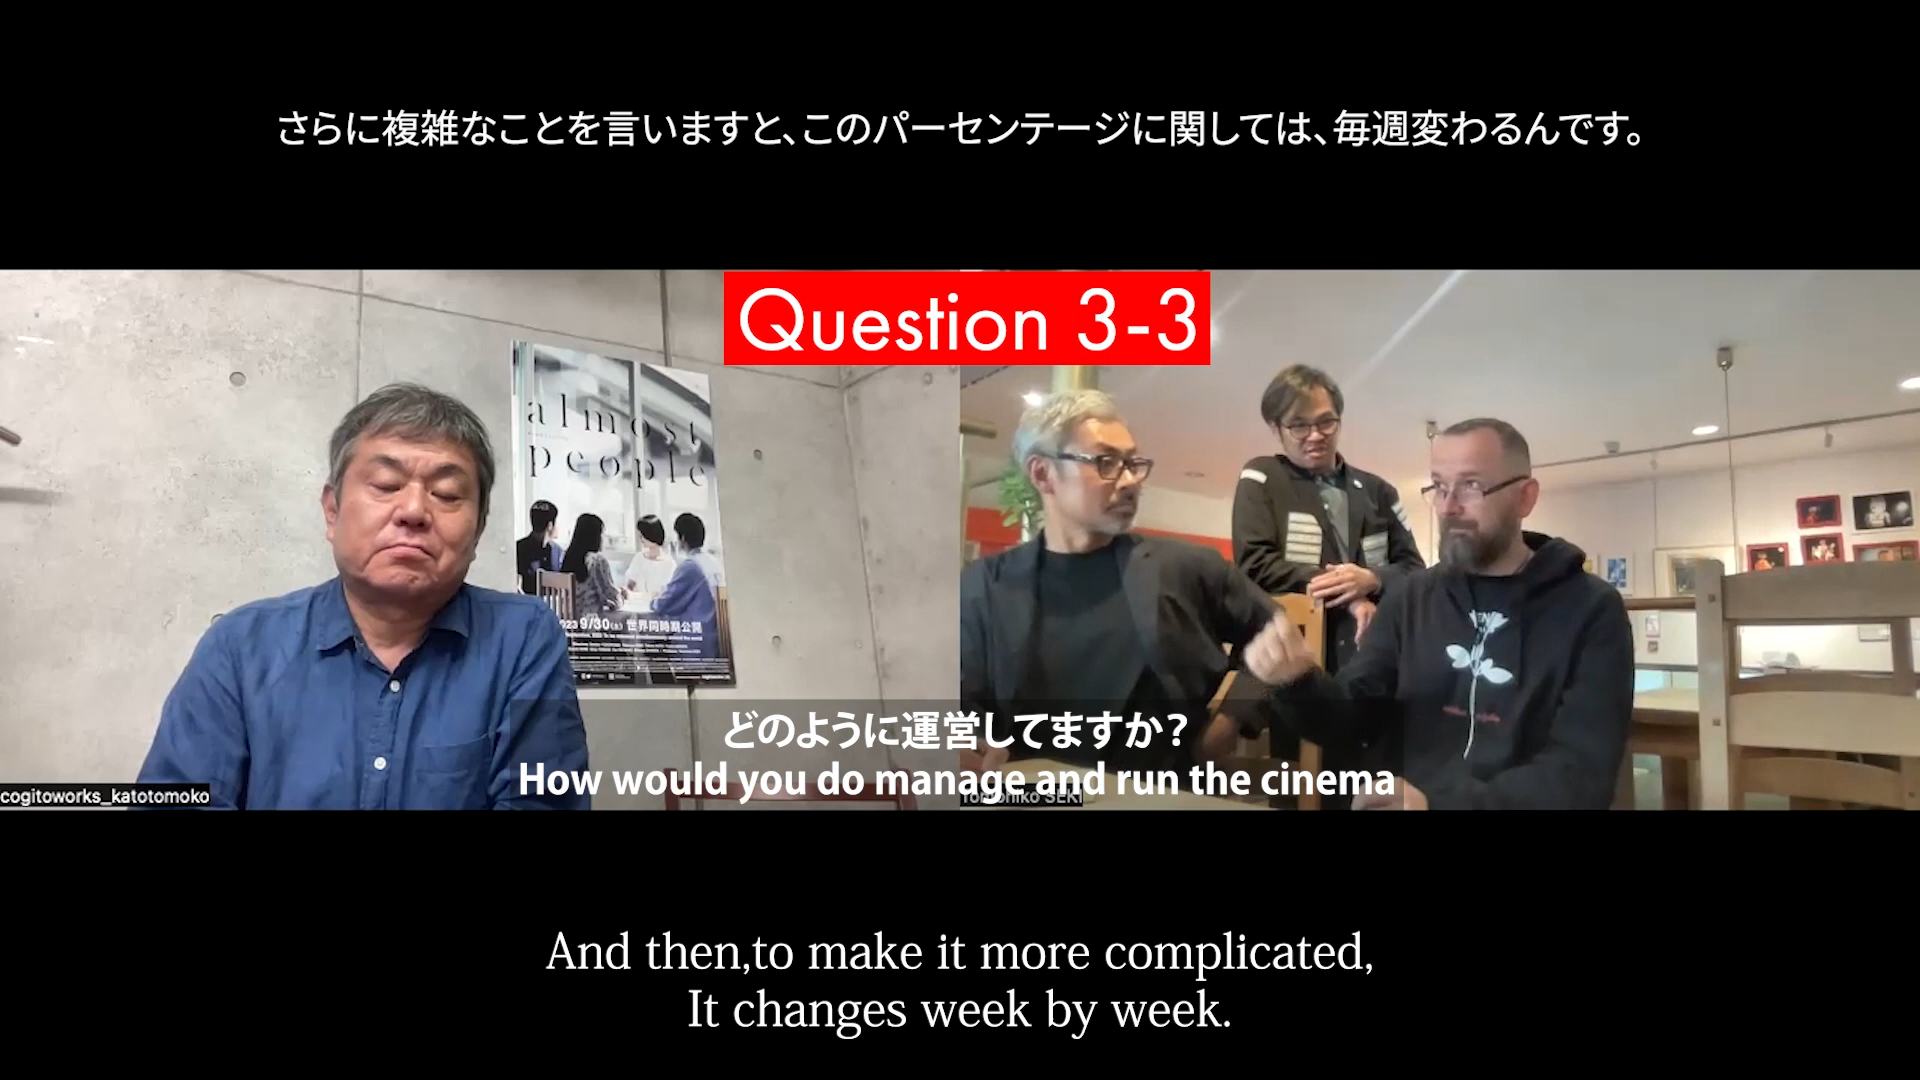 さらに複雑なことを言いますと、このパーセンテージに関しては、毎週変わるんです。
Question 3-3
almost
people
9/30(土) 世界同時期公開
どのように運営してますか?
How would you do manage and run the cinema
cogitoworks_katotomoko
Tomohiko SEKI
And then,to make it more complicated,
It changes week by week.